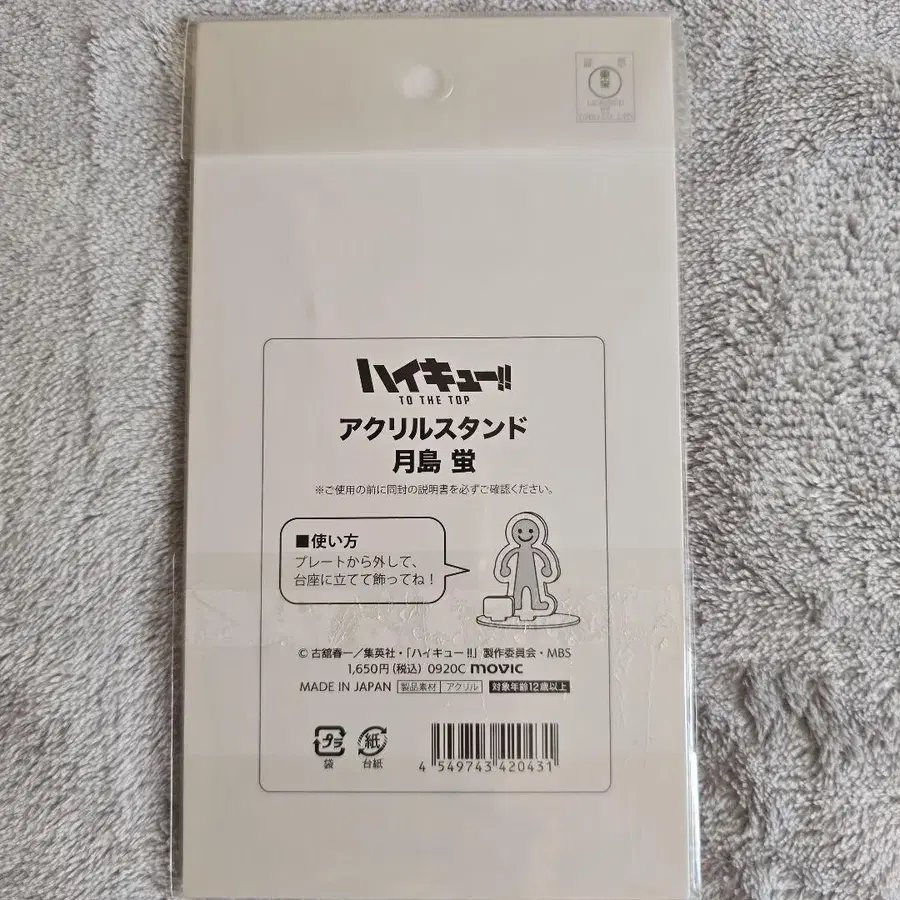 東宝
ハイキュー!!
TO THE TOP
アクリルスタンド
月島 蛍
※ご使用の前に同封の説明書を必ずご確認ください。
■使い方
プレートから外して、
台座に立てて飾ってね！
© 古舘春一／集英社・「ハイキュー!!」製作委員会・MBS
1,650円（税込） 0920C movic
MADE IN JAPAN 製品素材 アクリル 対象年齢12歳以上
プラ 紙
袋 台紙
4 549743 420431